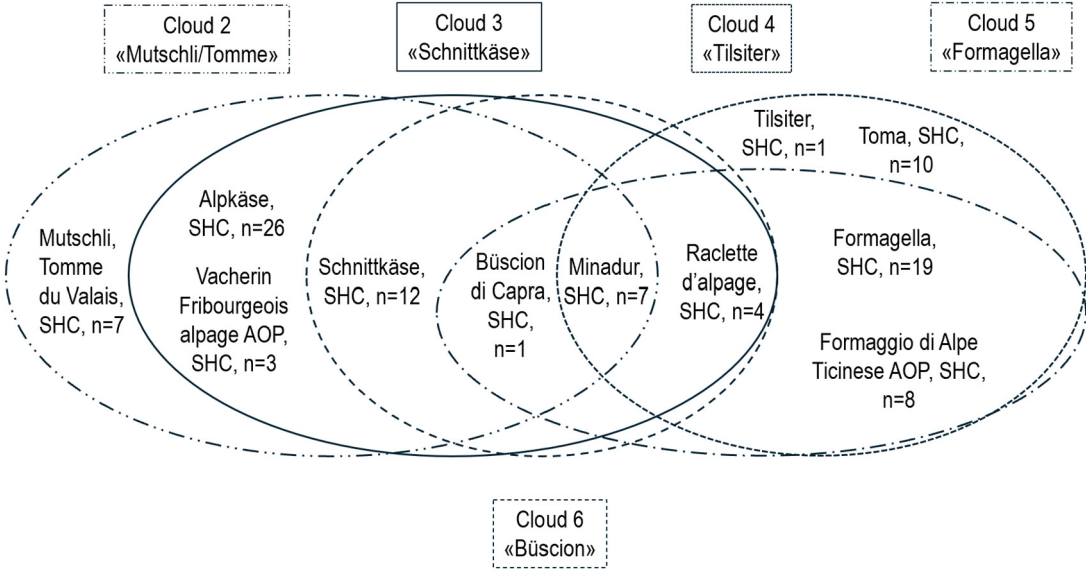 Cloud 2
«Mutschli/Tomme»
Cloud 3
«Schnittkäse»
Cloud 4
«Tilsiter»
Cloud 5
«Formagella»
Tilsiter,
SHC, n=1
Toma, SHC,
n=10
Alpkäse,
SHC, n=26
Mutschli,
Tomme
du Valais,
SHC, n=7
Vacherin
Fribourgeois
alpage AOP,
SHC, n=3
Schnittkäse,
SHC, n=12
Büscion
di Capra,
SHC,
n=1
Minadur,
SHC, n=7
Raclette
d’alpage,
SHC, n=4
Formagella,
SHC, n=19
Formaggio di Alpe
Ticinese AOP, SHC,
n=8
Cloud 6
«Büscion»